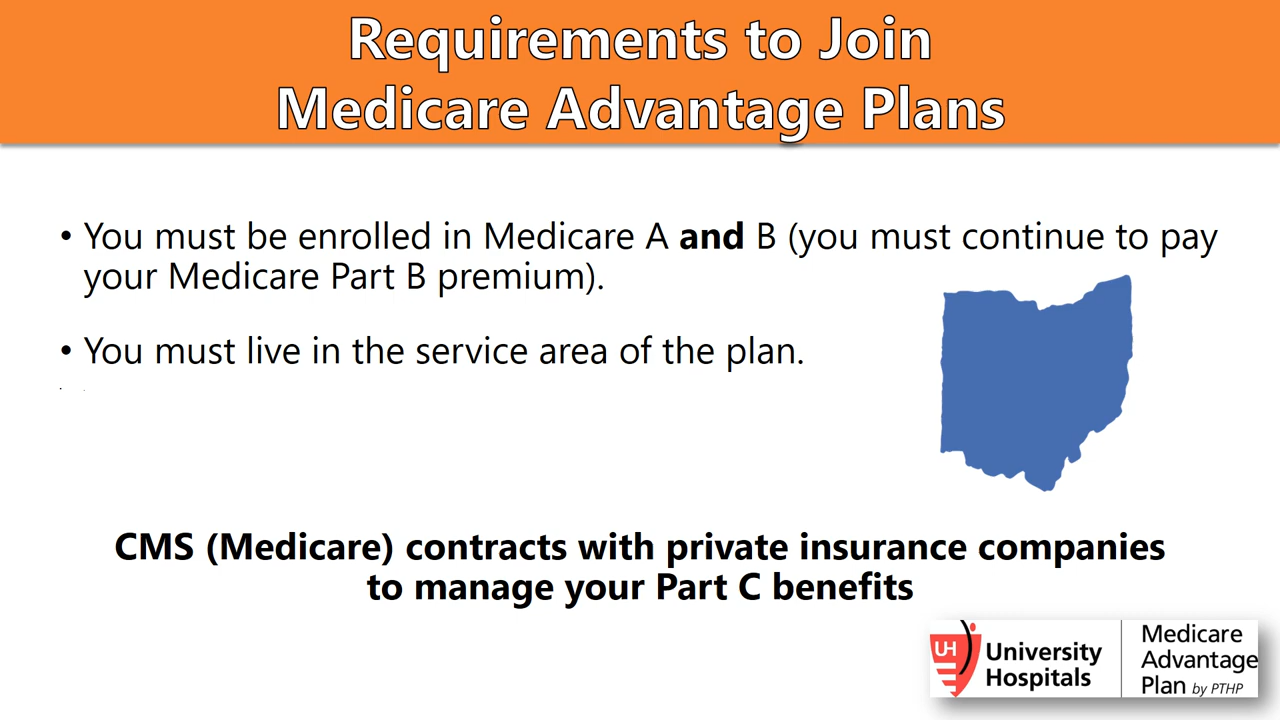 Requirements to Join
Medicare Advantage Plans
• You must be enrolled in Medicare A and B (you must continue to pay
your Medicare Part B premium).
• You must live in the service area of the plan.
CMS (Medicare) contracts with private insurance companies
to manage your Part C benefits
UH
University
Hospitals
Medicare
Advantage
Plan by PTHP